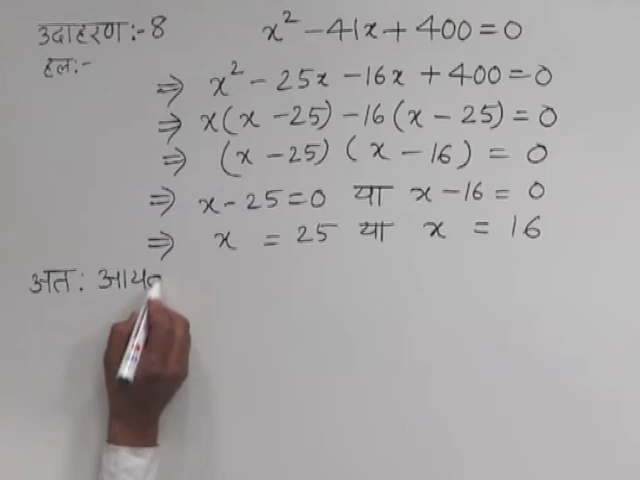 उदाहरण:- 8 x² - 41x + 400 = 0
हल:-
⇒ x² - 25x - 16x + 400 = 0
⇒ x(x - 25) - 16(x - 25) = 0
⇒ (x - 25) (x - 16) = 0
⇒ x - 25 = 0 या x - 16 = 0
⇒ x = 25 या x = 16
अत: